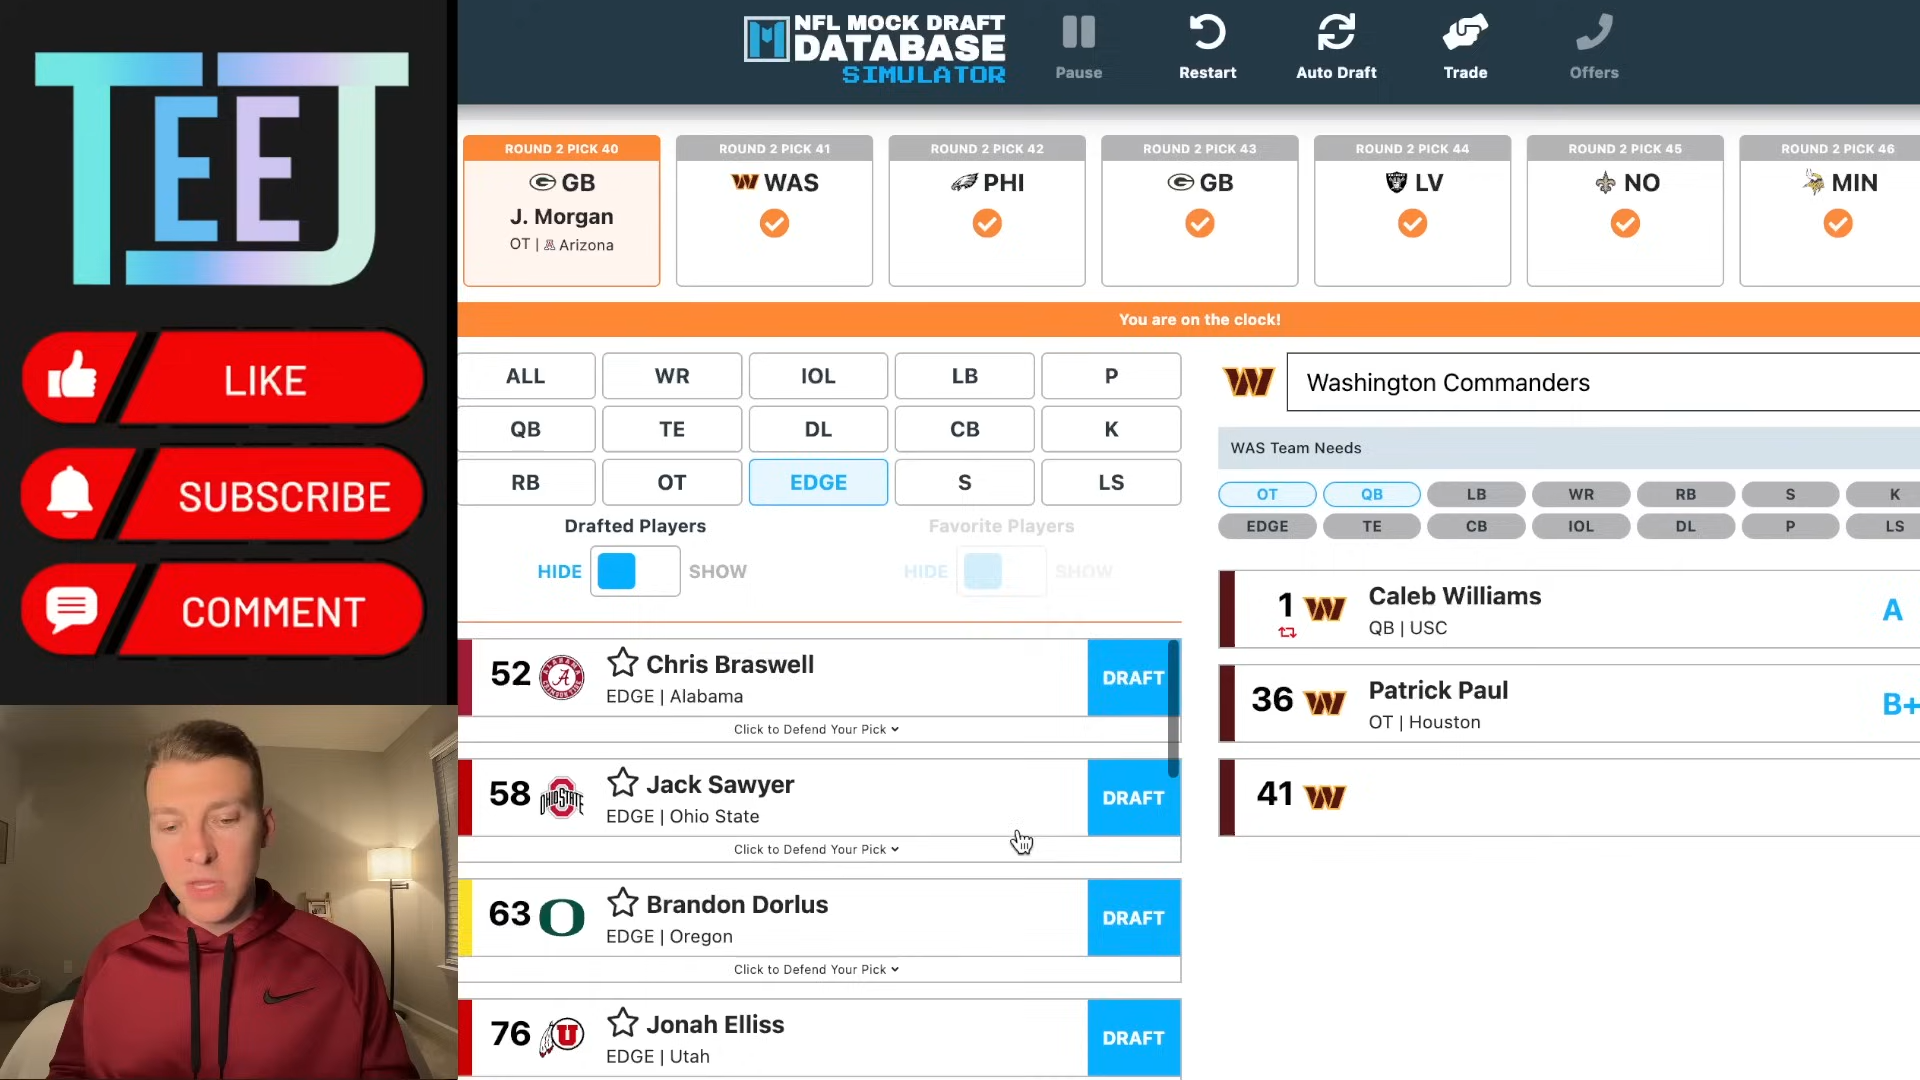 TEEJ
LIKE
SUBSCRIBE
COMMENT
NFL MOCK DRAFT
DATABASE
SIMULATOR
Pause
Restart
Auto Draft
Trade
Offers
ROUND 2 PICK 40
GB
J. Morgan
OT | Arizona
ROUND 2 PICK 41
WAS
ROUND 2 PICK 42
PHI
ROUND 2 PICK 43
GB
ROUND 2 PICK 44
LV
ROUND 2 PICK 45
NO
ROUND 2 PICK 46
MIN
You are on the clock!
ALL WR IOL LB P
QB TE DL CB K
RB OT EDGE S LS
Drafted Players
HIDE SHOW
Favorite Players
HIDE SHOW
52 Chris Braswell
EDGE | Alabama
DRAFT
Click to Defend Your Pick
58 Jack Sawyer
EDGE | Ohio State
DRAFT
Click to Defend Your Pick
63 Brandon Dorlus
EDGE | Oregon
DRAFT
Click to Defend Your Pick
76 Jonah Elliss
EDGE | Utah
DRAFT
Washington Commanders
WAS Team Needs
OT QB LB WR RB S K
EDGE TE CB IOL DL P LS
1 Caleb Williams
QB | USC
A
36 Patrick Paul
OT | Houston
B+
41